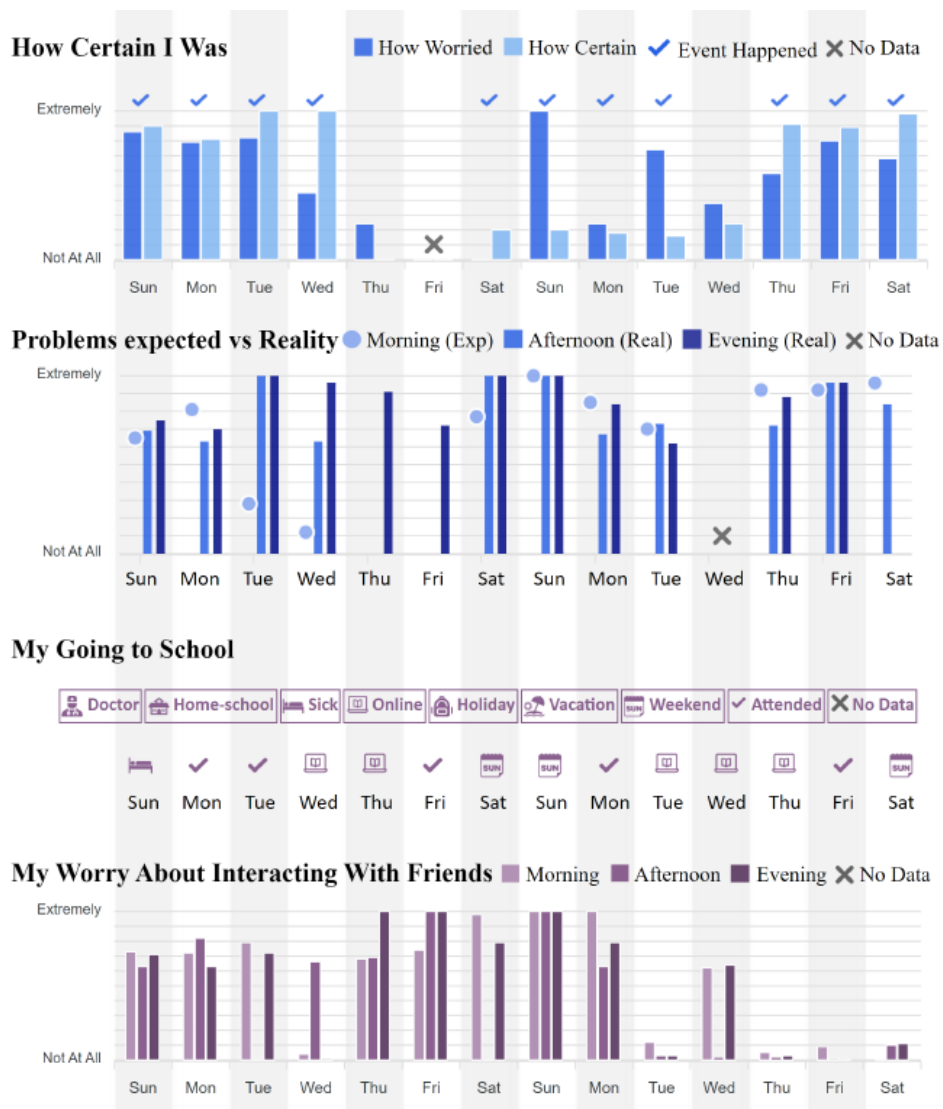 How Certain I Was
How Worried How Certain Event Happened No Data
Extremely
Not At All
Sun Mon Tue Wed Thu Fri Sat Sun Mon Tue Wed Thu Fri Sat
Problems expected vs Reality Morning (Exp) Afternoon (Real) Evening (Real) No Data
Extremely
Not At All
Sun Mon Tue Wed Thu Fri Sat Sun Mon Tue Wed Thu Fri Sat
My Going to School
Doctor Home-school Sick Online Holiday Vacation SUN Weekend Attended No Data
SUN SUN SUN
Sun Mon Tue Wed Thu Fri Sat Sun Mon Tue Wed Thu Fri Sat
My Worry About Interacting With Friends Morning Afternoon Evening No Data
Extremely
Not At All
Sun Mon Tue Wed Thu Fri Sat Sun Mon Tue Wed Thu Fri Sat